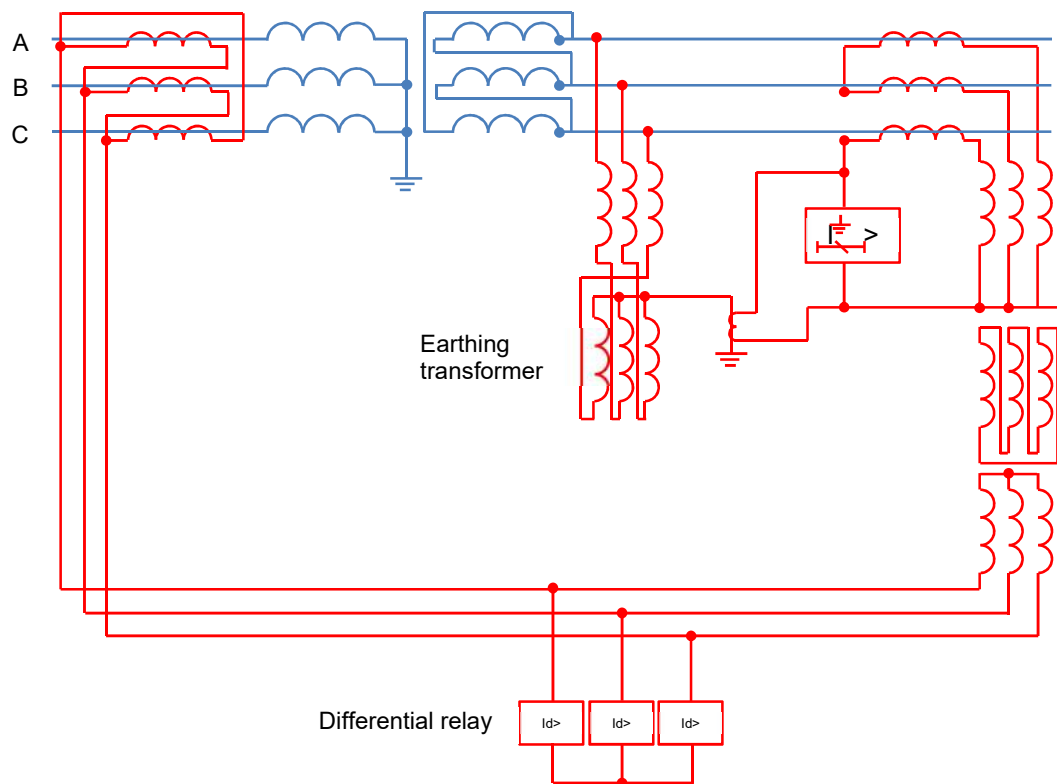 A
B
C
I >
Earthing
transformer
Differential relay
Id> Id> Id>